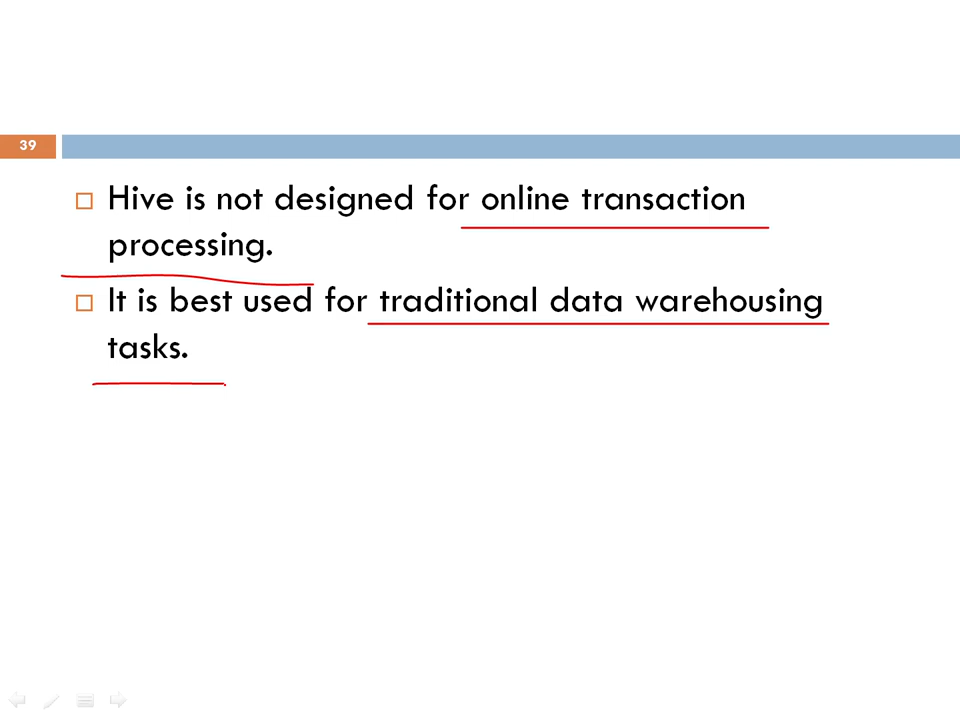 39
Hive is not designed for online transaction
processing.
It is best used for traditional data warehousing
tasks.